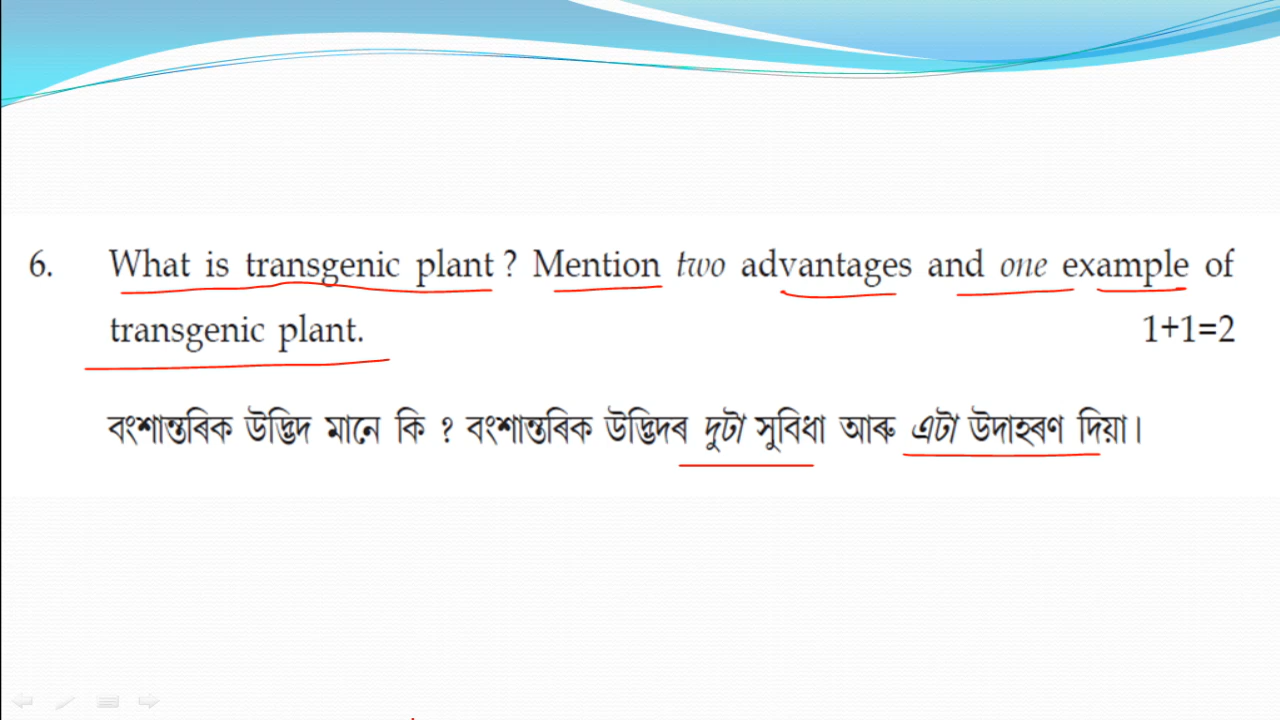 6. What is transgenic plant ? Mention two advantages and one example of
transgenic plant. 1+1=2
বংশান্তৰিক উদ্ভিদ মানে কি ? বংশান্তৰিক উদ্ভিদৰ দুটা সুবিধা আৰু এটা উদাহৰণ দিয়া।